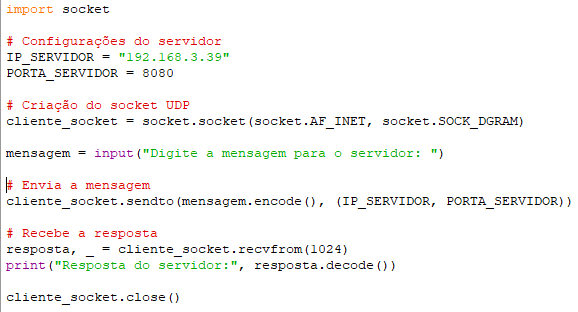 import socket
# Configurações do servidor
IP_SERVIDOR = "192.168.3.39"
PORTA_SERVIDOR = 8080
# Criação do socket UDP
cliente_socket = socket.socket(socket.AF_INET, socket.SOCK_DGRAM)
mensagem = input("Digite a mensagem para o servidor: ")
# Envia a mensagem
cliente_socket.sendto(mensagem.encode(), (IP_SERVIDOR, PORTA_SERVIDOR))
# Recebe a resposta
resposta, _ = cliente_socket.recvfrom(1024)
print("Resposta do servidor:", resposta.decode())
cliente_socket.close()